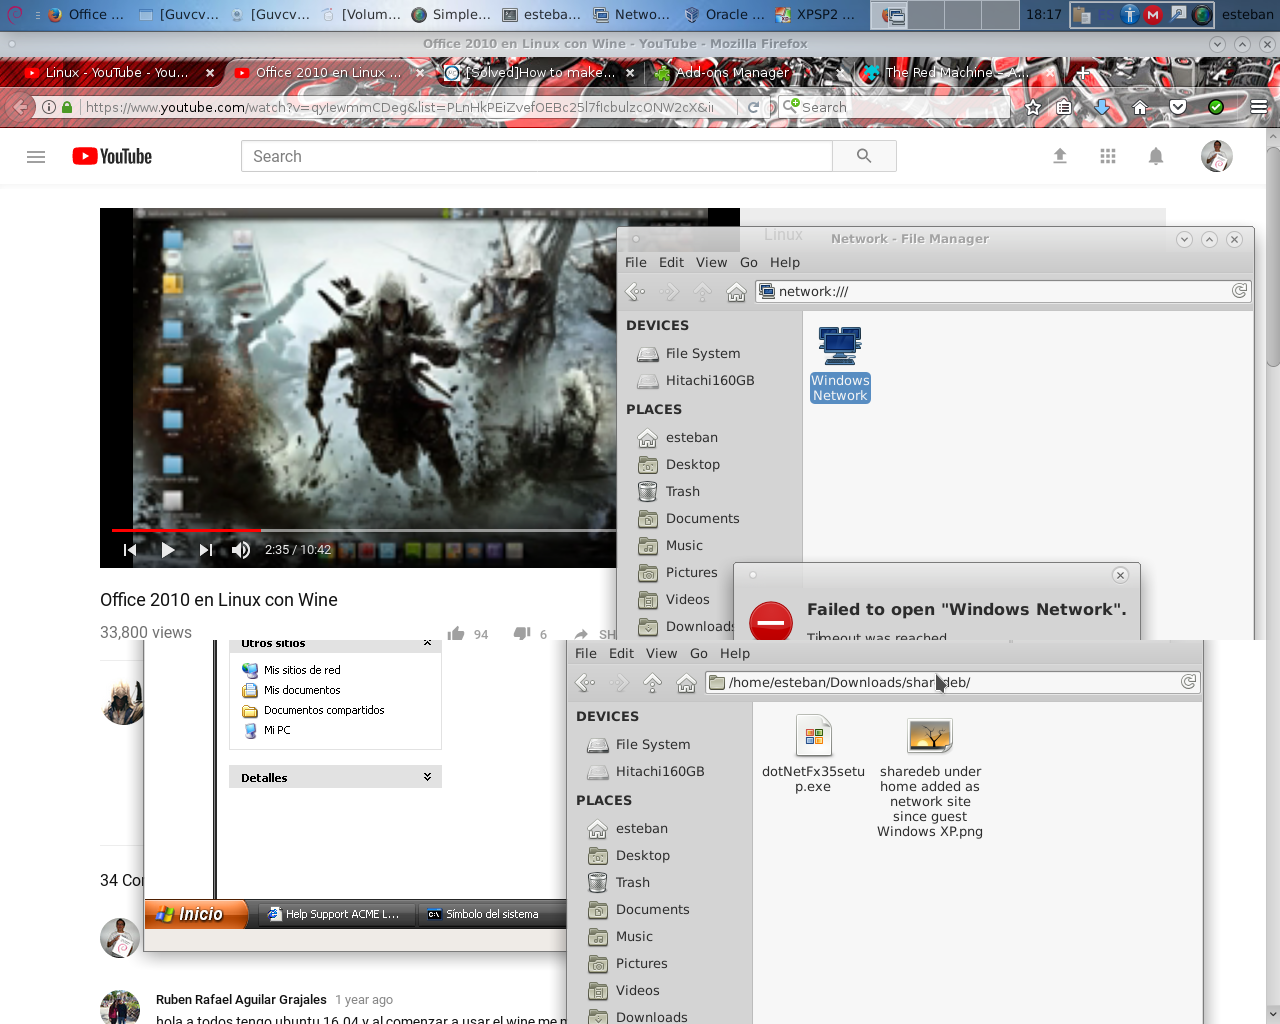 Office ...
[Guvcv...
[Guvcv...
[Volum...
Simple...
esteba...
Netwo...
Oracle ...
XPSP2 ...
18:17
esteban
Office 2010 en Linux con Wine - YouTube - Mozilla Firefox
Linux - YouTube - You...
Office 2010 en Linux ...
[Solved]How to make...
Add-ons Manager
The Red Machine – A...
https://www.youtube.com/watch?v=qyIewmmCDeg&list=PLnHkPEiZvefOEBc25l7fIcbulzcONW2cX&ii
Search
YouTube
Search
Linux
Network - File Manager
File Edit View Go Help
network:///
DEVICES
File System
Hitachi160GB
PLACES
esteban
Desktop
Trash
Documents
Music
Pictures
Videos
Downloads
Windows
Network
2:35 / 10:42
Failed to open "Windows Network".
Timeout was reached
Office 2010 en Linux con Wine
33,800 views
94
6
SH
Otros sitios
Mis sitios de red
Mis documentos
Documentos compartidos
Mi PC
Detalles
Inicio
Help Support ACME L...
Símbolo del sistema
File Edit View Go Help
/home/esteban/Downloads/sharedeb/
DEVICES
File System
Hitachi160GB
PLACES
esteban
Desktop
Trash
Documents
Music
Pictures
Videos
Downloads
dotNetFx35setu
p.exe
sharedeb under
home added as
network site
since guest
Windows XP.png
34 Co
Ruben Rafael Aguilar Grajales 1 year ago
hola a todos tengo ubuntu 16.04 y al comenzar a usar el wine me